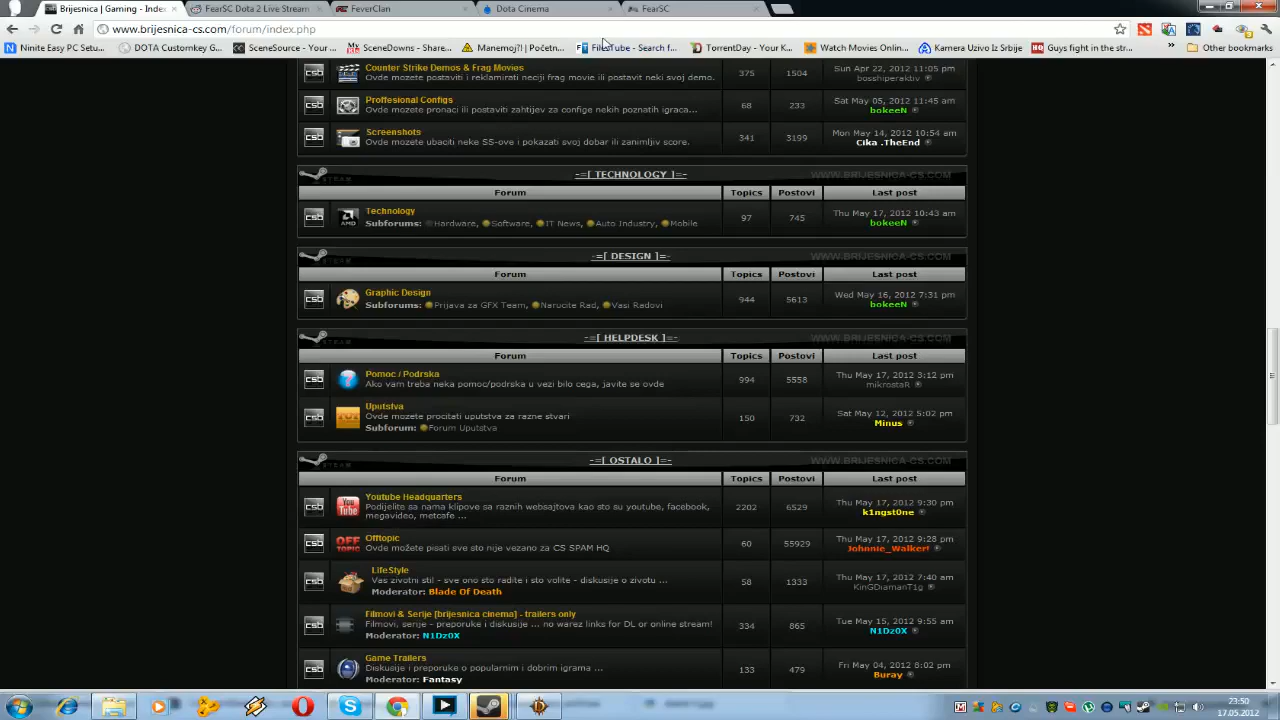 Brijesnica | Gaming - Index
FearSC Dota 2 Live Stream
FeverClan
Dota Cinema
FearSC
www.brijesnica-cs.com/forum/index.php
Ninite Easy PC Setu...
DOTA Customkey G...
SceneSource - Your...
SceneDowns - Share...
Manemoj?! | Početn...
FilesTube - Search f...
TorrentDay - Your K...
Watch Movies Onlin...
Kamera Uzivo Iz Srbije
Guys fight in the str...
»
Other bookmarks
Counter Strike Demos & Frag Movies
Ovde mozete postaviti i reklamirati neciji frag movie ili postavit neki svoj demo.
375
1504
Sun Apr 22, 2012 11:05 pm
bosshiperaktiv
Proffesional Configs
Ovde mozete pronaci ili postaviti zahtijev za confige nekih poznatih igraca...
68
233
Sat May 05, 2012 11:45 am
bokeeN
Screenshots
Ovde mozete ubaciti neke SS-ove i pokazati svoj dobar ili zanimljiv score.
341
3199
Mon May 14, 2012 10:54 am
Cika .TheEnd
-=[ TECHNOLOGY ]=-
WWW.BRIJESNICA-CS.COM
Forum
Topics
Postovi
Last post
Technology
Subforums: Hardware, Software, IT News, Auto Industry, Mobile
97
745
Thu May 17, 2012 10:43 am
bokeeN
-=[ DESIGN ]=-
WWW.BRIJESNICA-CS.COM
Forum
Topics
Postovi
Last post
Graphic Design
Subforums: Prijava za GFX Team, Narucite Rad, Vasi Radovi
944
5613
Wed May 16, 2012 7:31 pm
bokeeN
-=[ HELPDESK ]=-
WWW.BRIJESNICA-CS.COM
Forum
Topics
Postovi
Last post
Pomoc / Podrska
Ako vam treba neka pomoc/podrska u vezi bilo cega, javite se ovde
994
5558
Thu May 17, 2012 3:12 pm
mikrostaR
Uputstva
Ovde mozete procitati uputstva za razne stvari
Subforum: Forum Uputstva
150
732
Sat May 12, 2012 5:02 pm
Minus
-=[ OSTALO ]=-
WWW.BRIJESNICA-CS.COM
Forum
Topics
Postovi
Last post
Youtube Headquarters
Podijelite sa nama klipove sa raznih websajtova kao sto su youtube, facebook,
megavideo, metcafe ...
2202
6529
Thu May 17, 2012 9:30 pm
k1ngst0ne
Offtopic
Ovde možete pisati sve sto nije vezano za CS SPAM HQ
60
55929
Thu May 17, 2012 9:28 pm
Johnnie_Walker!
LifeStyle
Vas zivotni stil - sve ono sto radite i sto volite - diskusije o zivotu ...
Moderator: Blade Of Death
58
1333
Thu May 17, 2012 7:40 am
KinGDiamanT1g
Filmovi & Serije [brijesnica cinema] - trailers only
Filmovi, serije - preporuke i diskusije ... no warez links for DL or online stream!
Moderator: N1Dz0X
334
865
Tue May 15, 2012 9:55 am
N1Dz0X
Game Trailers
Diskusije i preporuke o popularnim i dobrim igrama ...
Moderator: Fantasy
133
479
Fri May 04, 2012 8:02 pm
Buray
23:50
17.05.2012